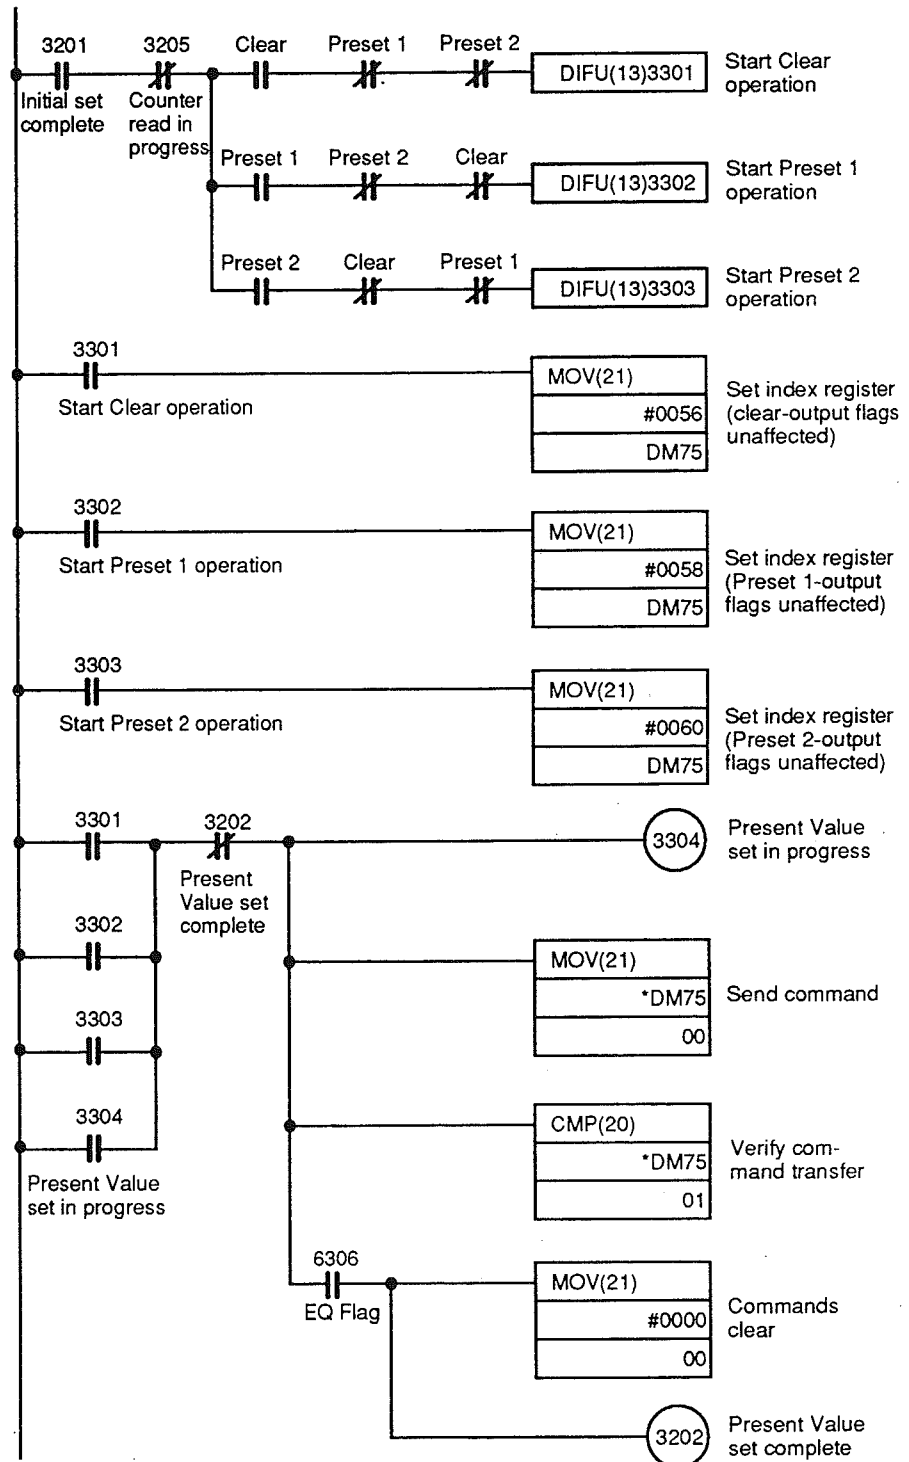 3201
3205
Clear
Preset 1
Preset 2
DIFU(13)3301
Start Clear
operation
Initial set
complete
Counter
read in
progress
Preset 1
Preset 2
Clear
DIFU(13)3302
Start Preset 1
operation
Preset 2
Clear
Preset 1
DIFU(13)3303
Start Preset 2
operation
3301
Start Clear operation
MOV(21)
#0056
DM75
Set index register
(clear-output flags
unaffected)
3302
Start Preset 1 operation
MOV(21)
#0058
DM75
Set index register
(Preset 1-output
flags unaffected)
3303
Start Preset 2 operation
MOV(21)
#0060
DM75
Set index register
(Preset 2-output
flags unaffected)
3301
3202
Present
Value set
complete
3304
Present Value
set in progress
3302
3303
3304
Present Value
set in progress
MOV(21)
*DM75
00
Send command
CMP(20)
*DM75
01
Verify com-
mand transfer
6306
EQ Flag
MOV(21)
#0000
00
Commands
clear
3202
Present Value
set complete